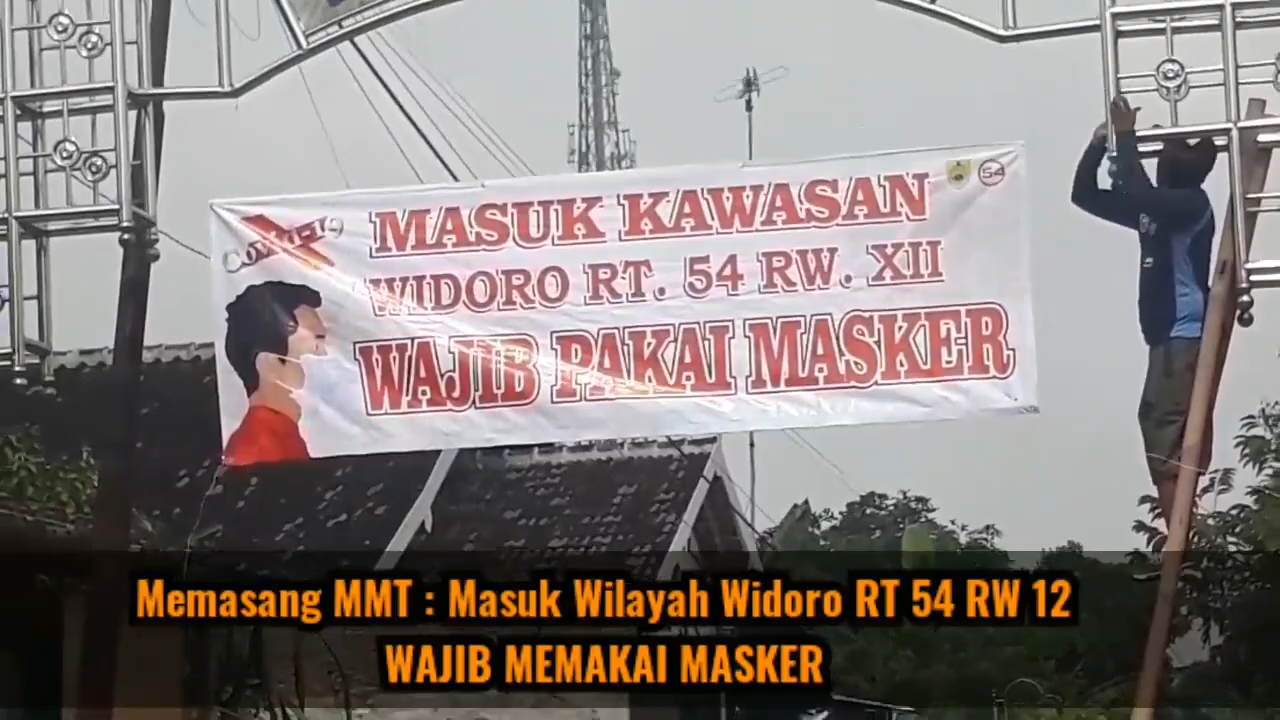 COVID-19
54
MASUK KAWASAN
WIDORO RT. 54 RW. XII
WAJIB PAKAI MASKER
Memasang MMT : Masuk Wilayah Widoro RT 54 RW 12
WAJIB MEMAKAI MASKER